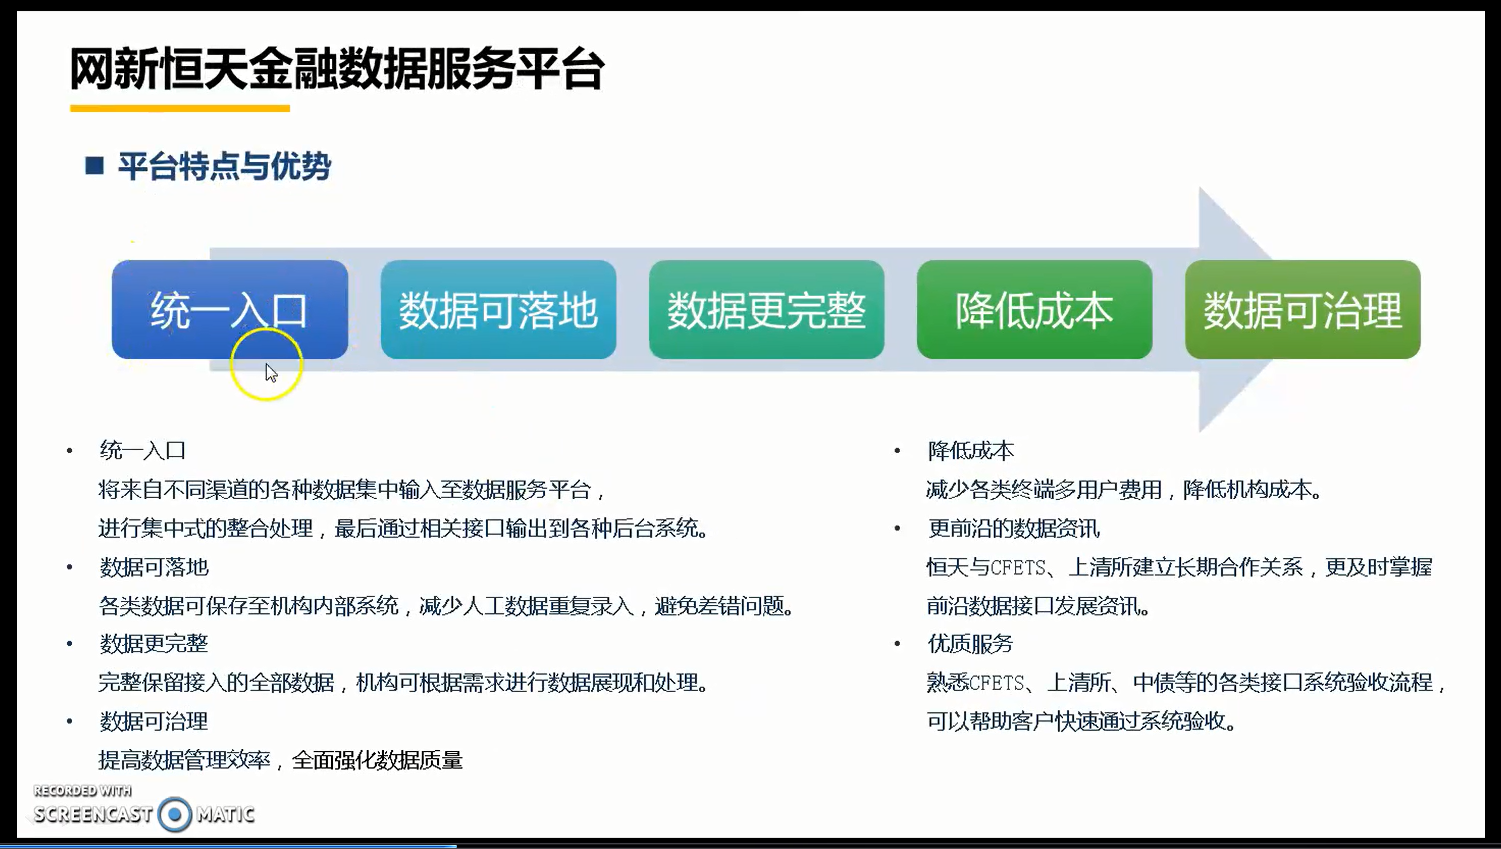 网新恒天金融数据服务平台
■ 平台特点与优势
统一入口
数据可落地
数据更完整
降低成本
数据可治理
• 统一入口
将来自不同渠道的各种数据集中输入至数据服务平台，
进行集中式的整合处理，最后通过相关接口输出到各种后台系统。
• 数据可落地
各类数据可保存至机构内部系统，减少人工数据重复录入，避免差错问题。
• 数据更完整
完整保留接入的全部数据，机构可根据需求进行数据展现和处理。
• 数据可治理
提高数据管理效率，全面强化数据质量
• 降低成本
减少各类终端多用户费用，降低机构成本。
• 更前沿的数据资讯
恒天与CFETS、上清所建立长期合作关系，更及时掌握
前沿数据接口发展资讯。
• 优质服务
熟悉CFETS、上清所、中债等的各类接口系统验收流程，
可以帮助客户快速通过系统验收。
RECORDED WITH
SCREENCAST MATIC